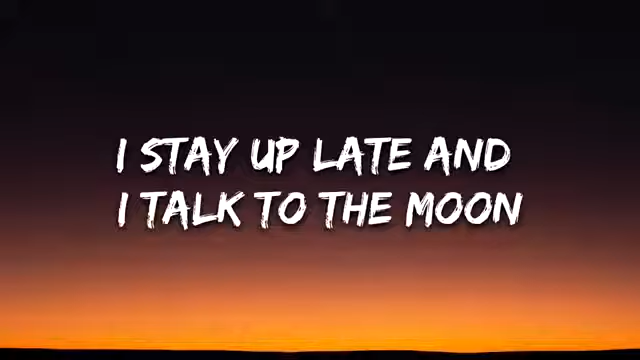 I STAY UP LATE AND
I TALK TO THE MOON